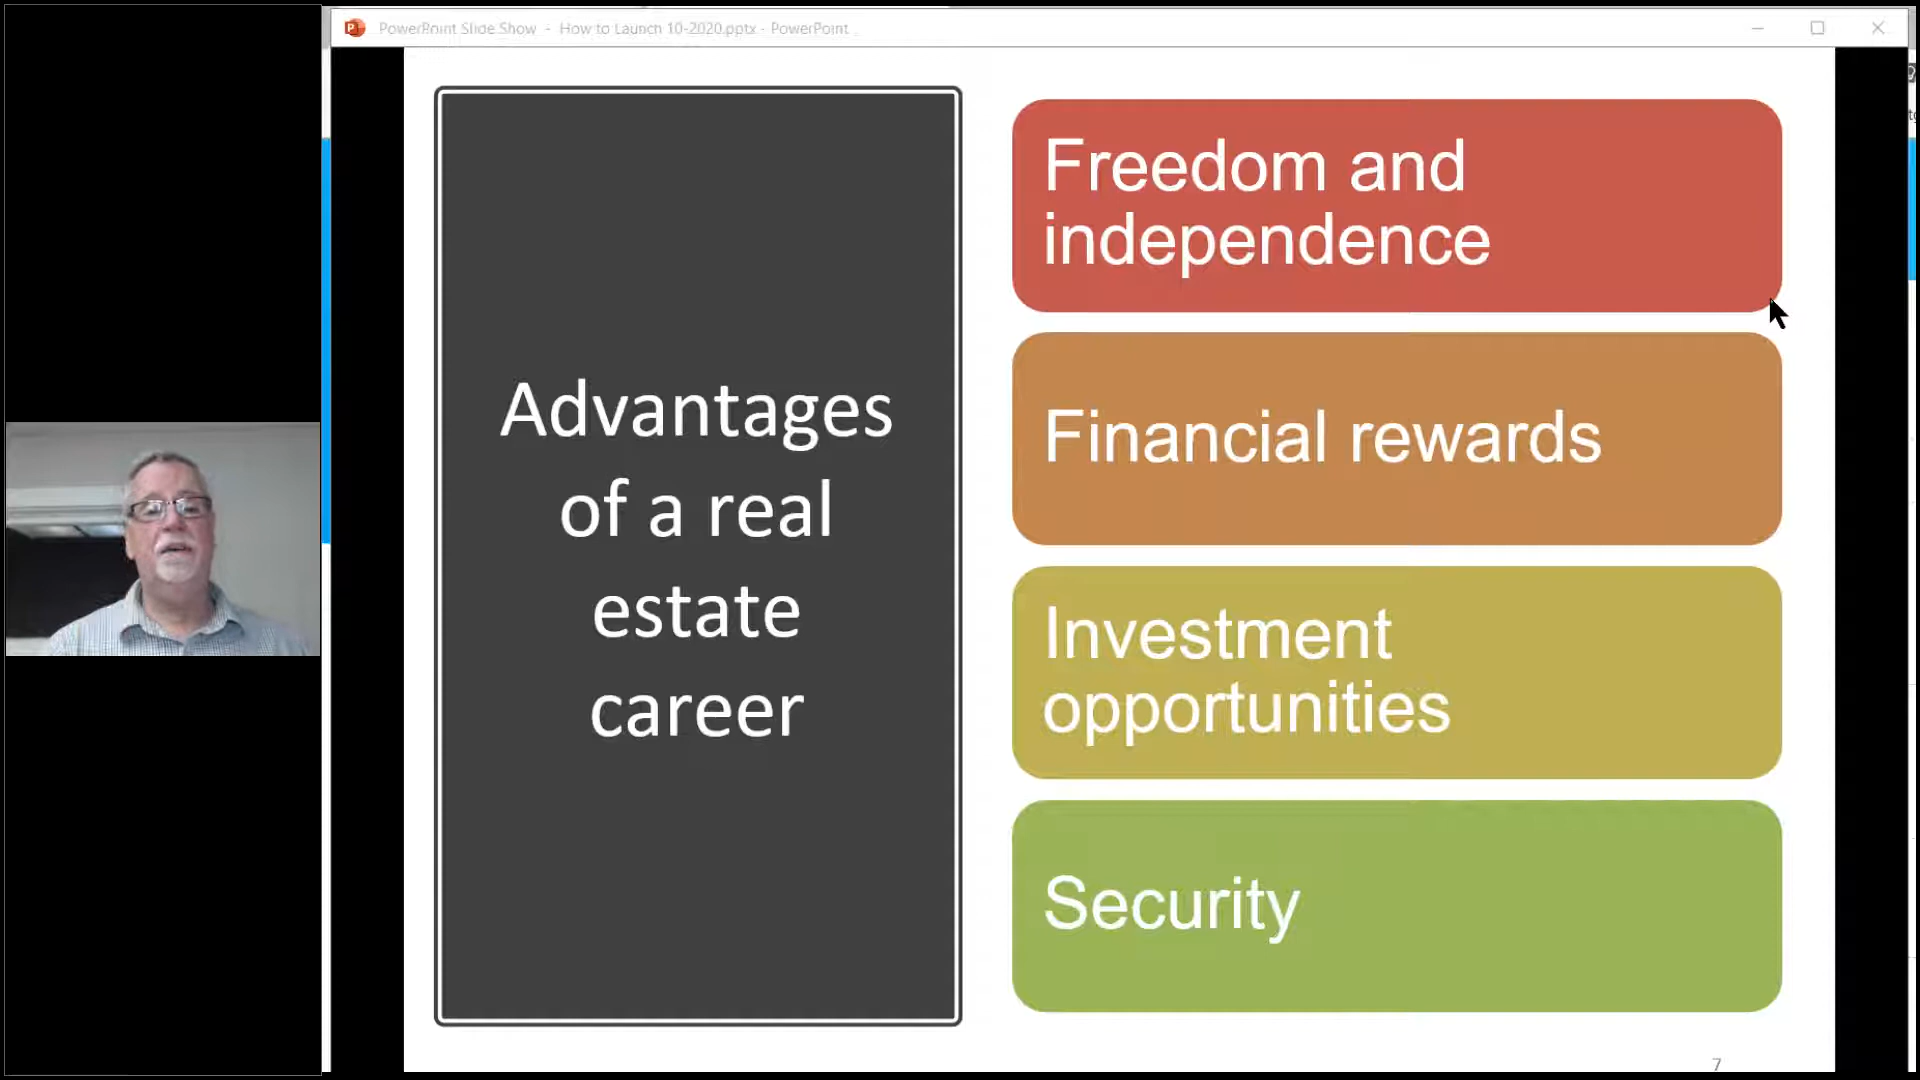 PowerPoint Slide Show - How to Launch 10-2020.pptx - PowerPoint
Advantages
of a real
estate
career
Freedom and
independence
Financial rewards
Investment
opportunities
Security
7